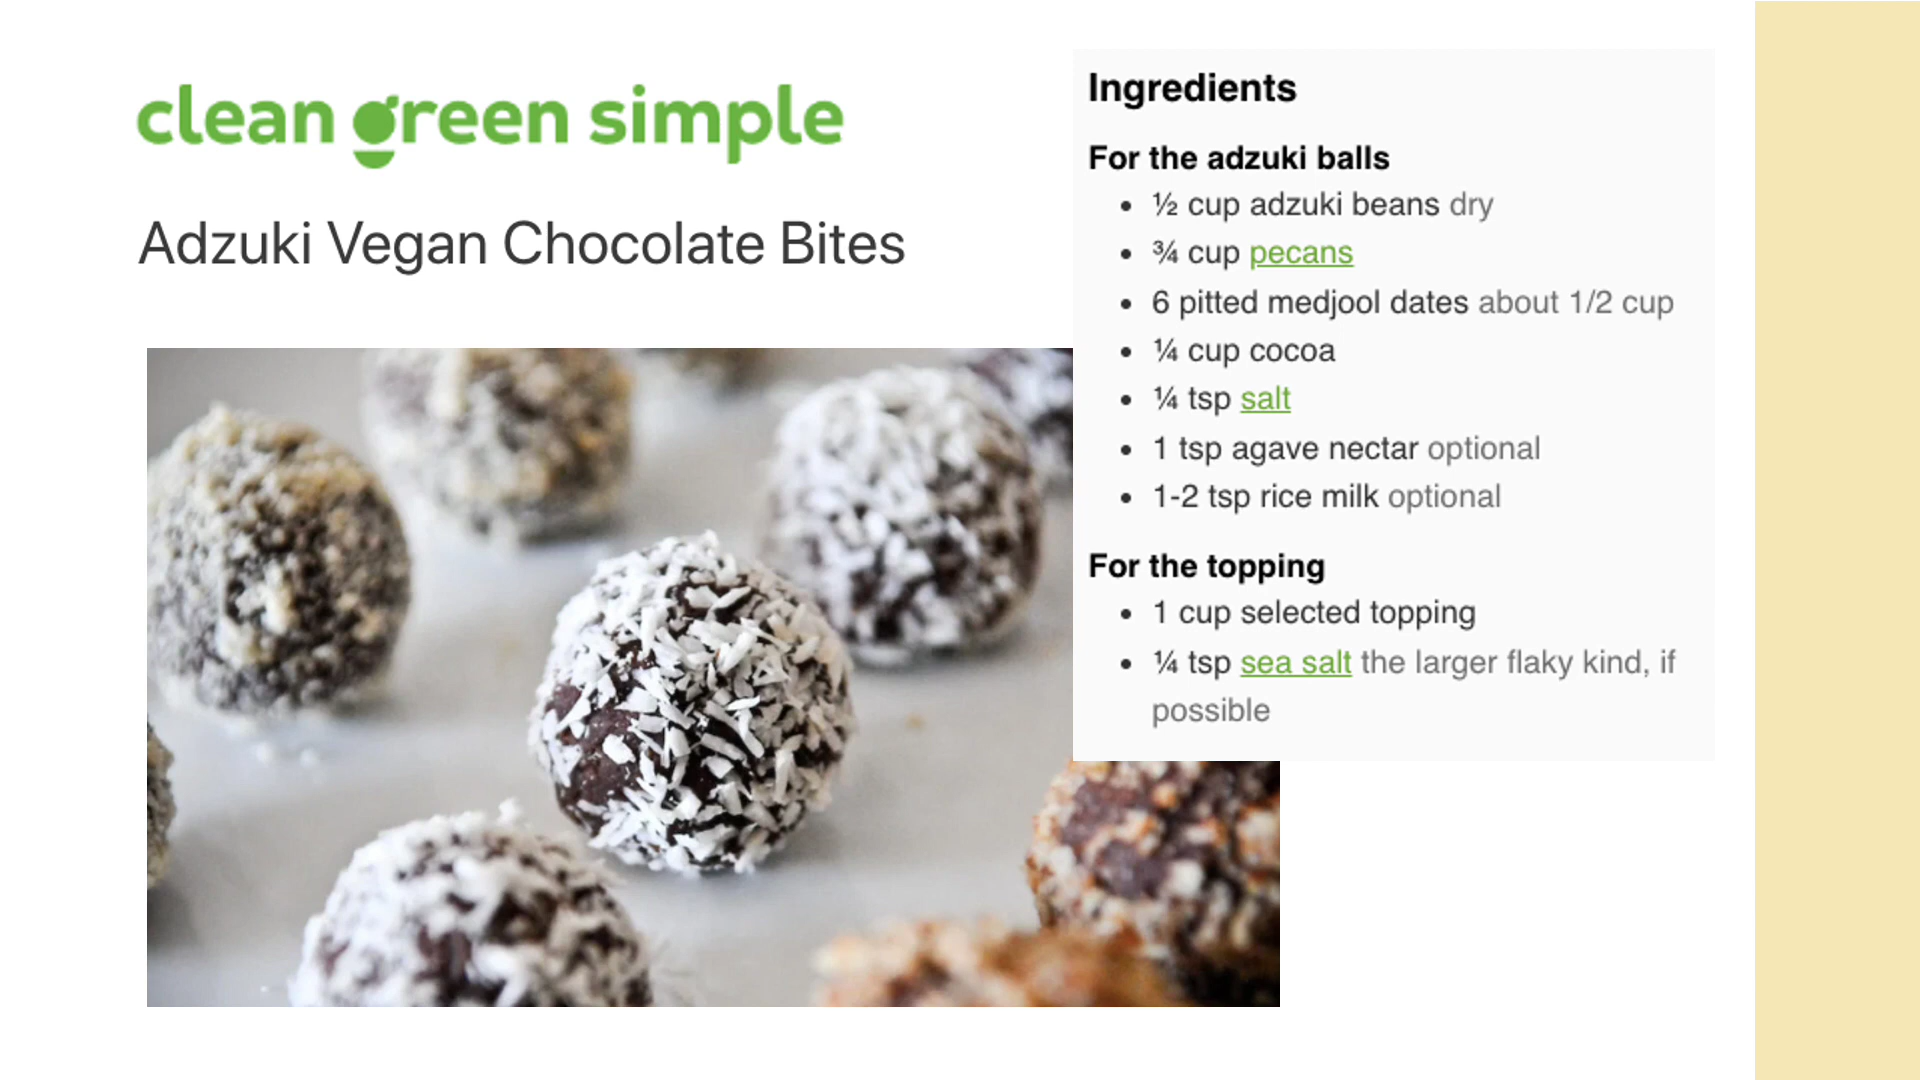 clean green simple
Adzuki Vegan Chocolate Bites
Ingredients
For the adzuki balls
• ½ cup adzuki beans dry
• ¾ cup pecans
• 6 pitted medjool dates about 1/2 cup
• ¼ cup cocoa
• ¼ tsp salt
• 1 tsp agave nectar optional
• 1-2 tsp rice milk optional
For the topping
• 1 cup selected topping
• ¼ tsp sea salt the larger flaky kind, if
possible